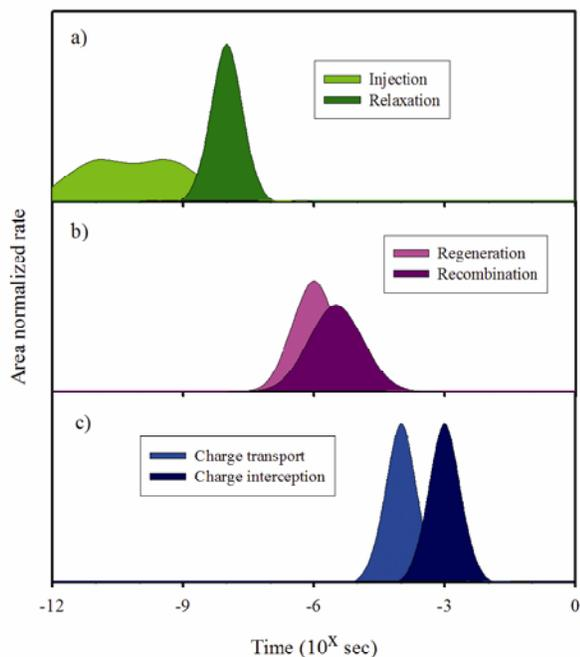 a)
Injection
Relaxation
b)
Regeneration
Recombination
c)
Charge transport
Charge interception
Area normalized rate
-12 -9 -6 -3 0
Time (10^X sec)